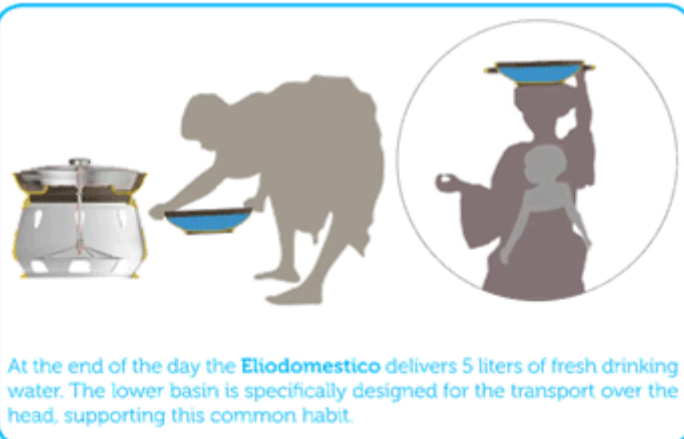 At the end of the day the Eliodomestico delivers 5 liters of fresh drinking
water. The lower basin is specifically designed for the transport over the
head, supporting this common habit.